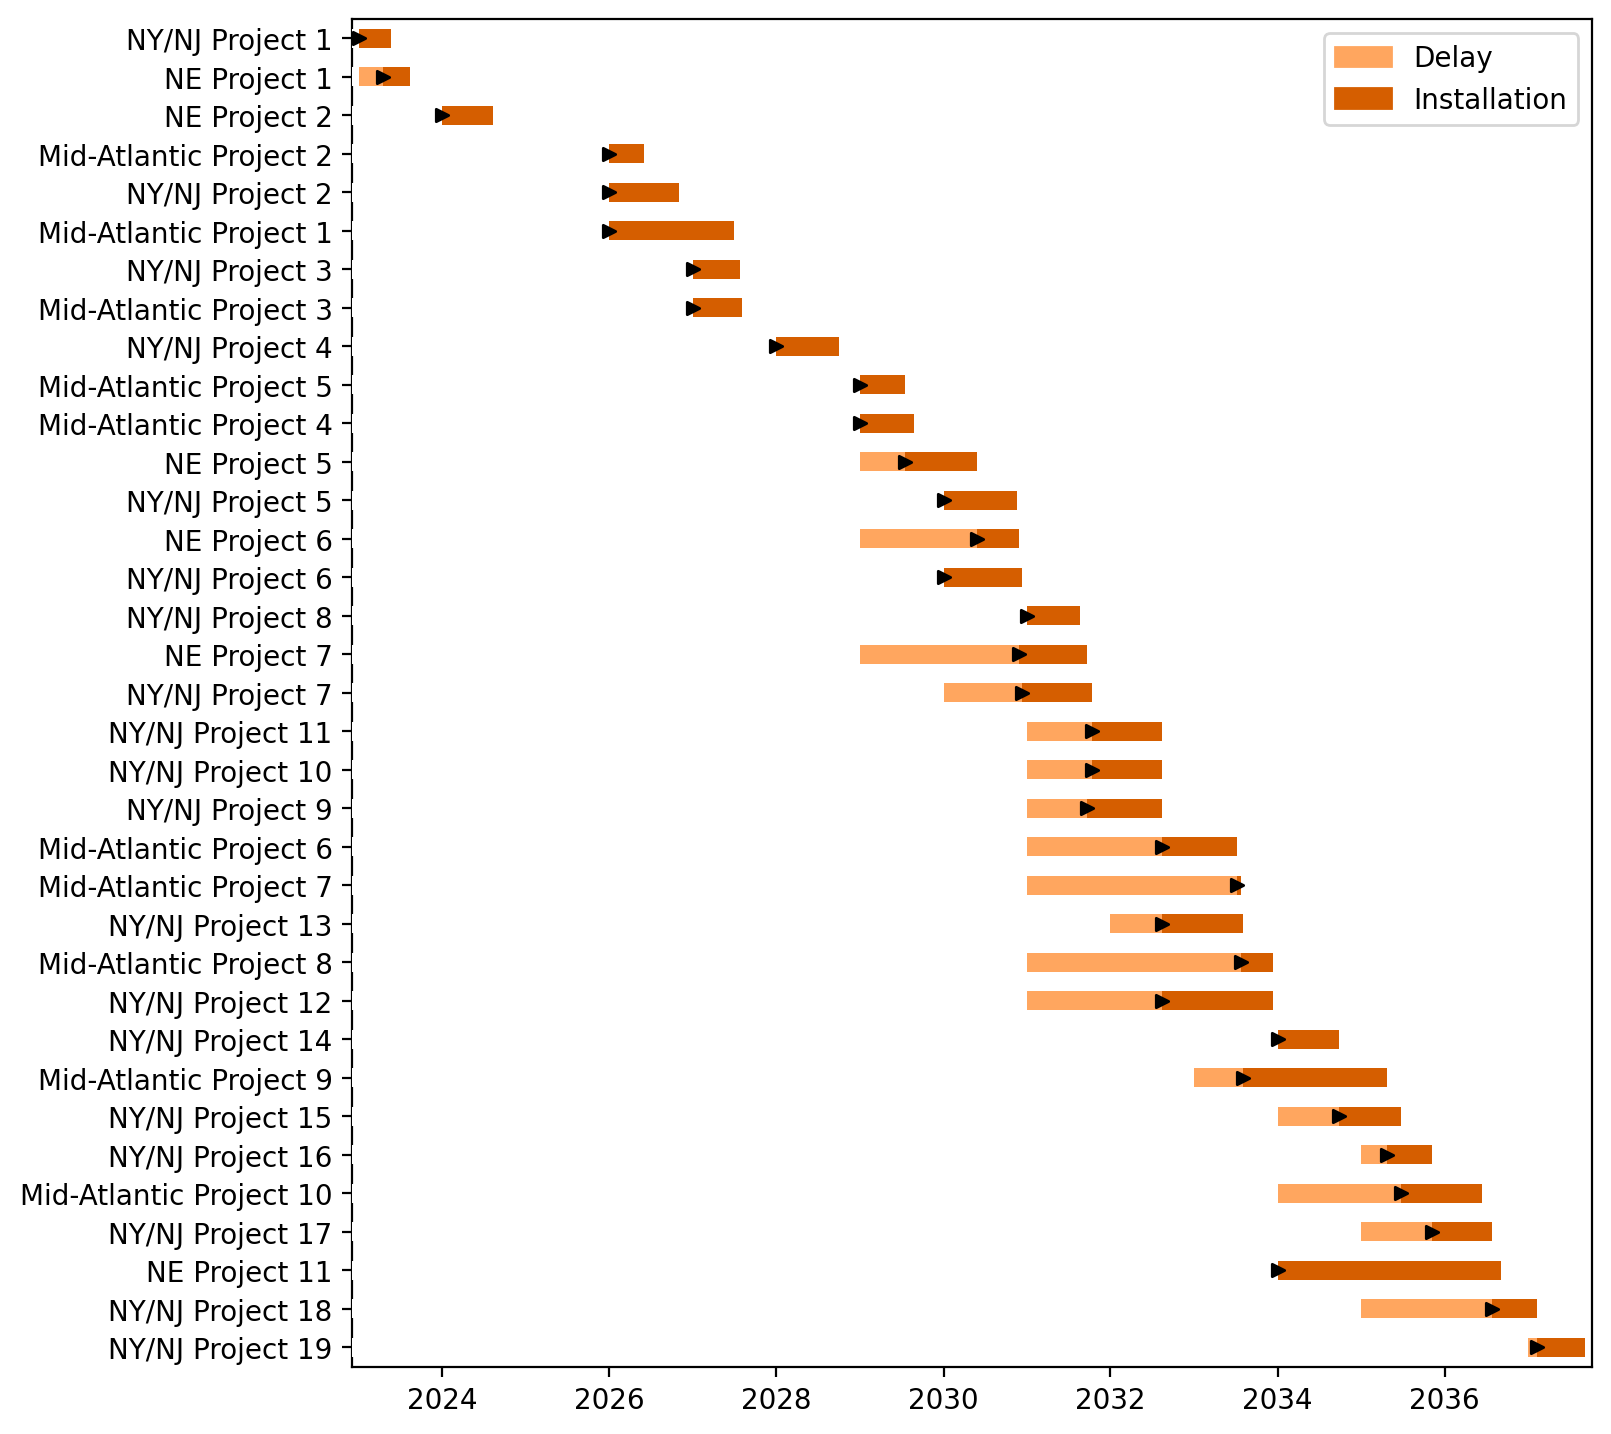 NY/NJ Project 1
NE Project 1
NE Project 2
Mid-Atlantic Project 2
NY/NJ Project 2
Mid-Atlantic Project 1
NY/NJ Project 3
Mid-Atlantic Project 3
NY/NJ Project 4
Mid-Atlantic Project 5
Mid-Atlantic Project 4
NE Project 5
NY/NJ Project 5
NE Project 6
NY/NJ Project 6
NY/NJ Project 8
NE Project 7
NY/NJ Project 7
NY/NJ Project 11
NY/NJ Project 10
NY/NJ Project 9
Mid-Atlantic Project 6
Mid-Atlantic Project 7
NY/NJ Project 13
Mid-Atlantic Project 8
NY/NJ Project 12
NY/NJ Project 14
Mid-Atlantic Project 9
NY/NJ Project 15
NY/NJ Project 16
Mid-Atlantic Project 10
NY/NJ Project 17
NE Project 11
NY/NJ Project 18
NY/NJ Project 19
Delay
Installation
2024 2026 2028 2030 2032 2034 2036